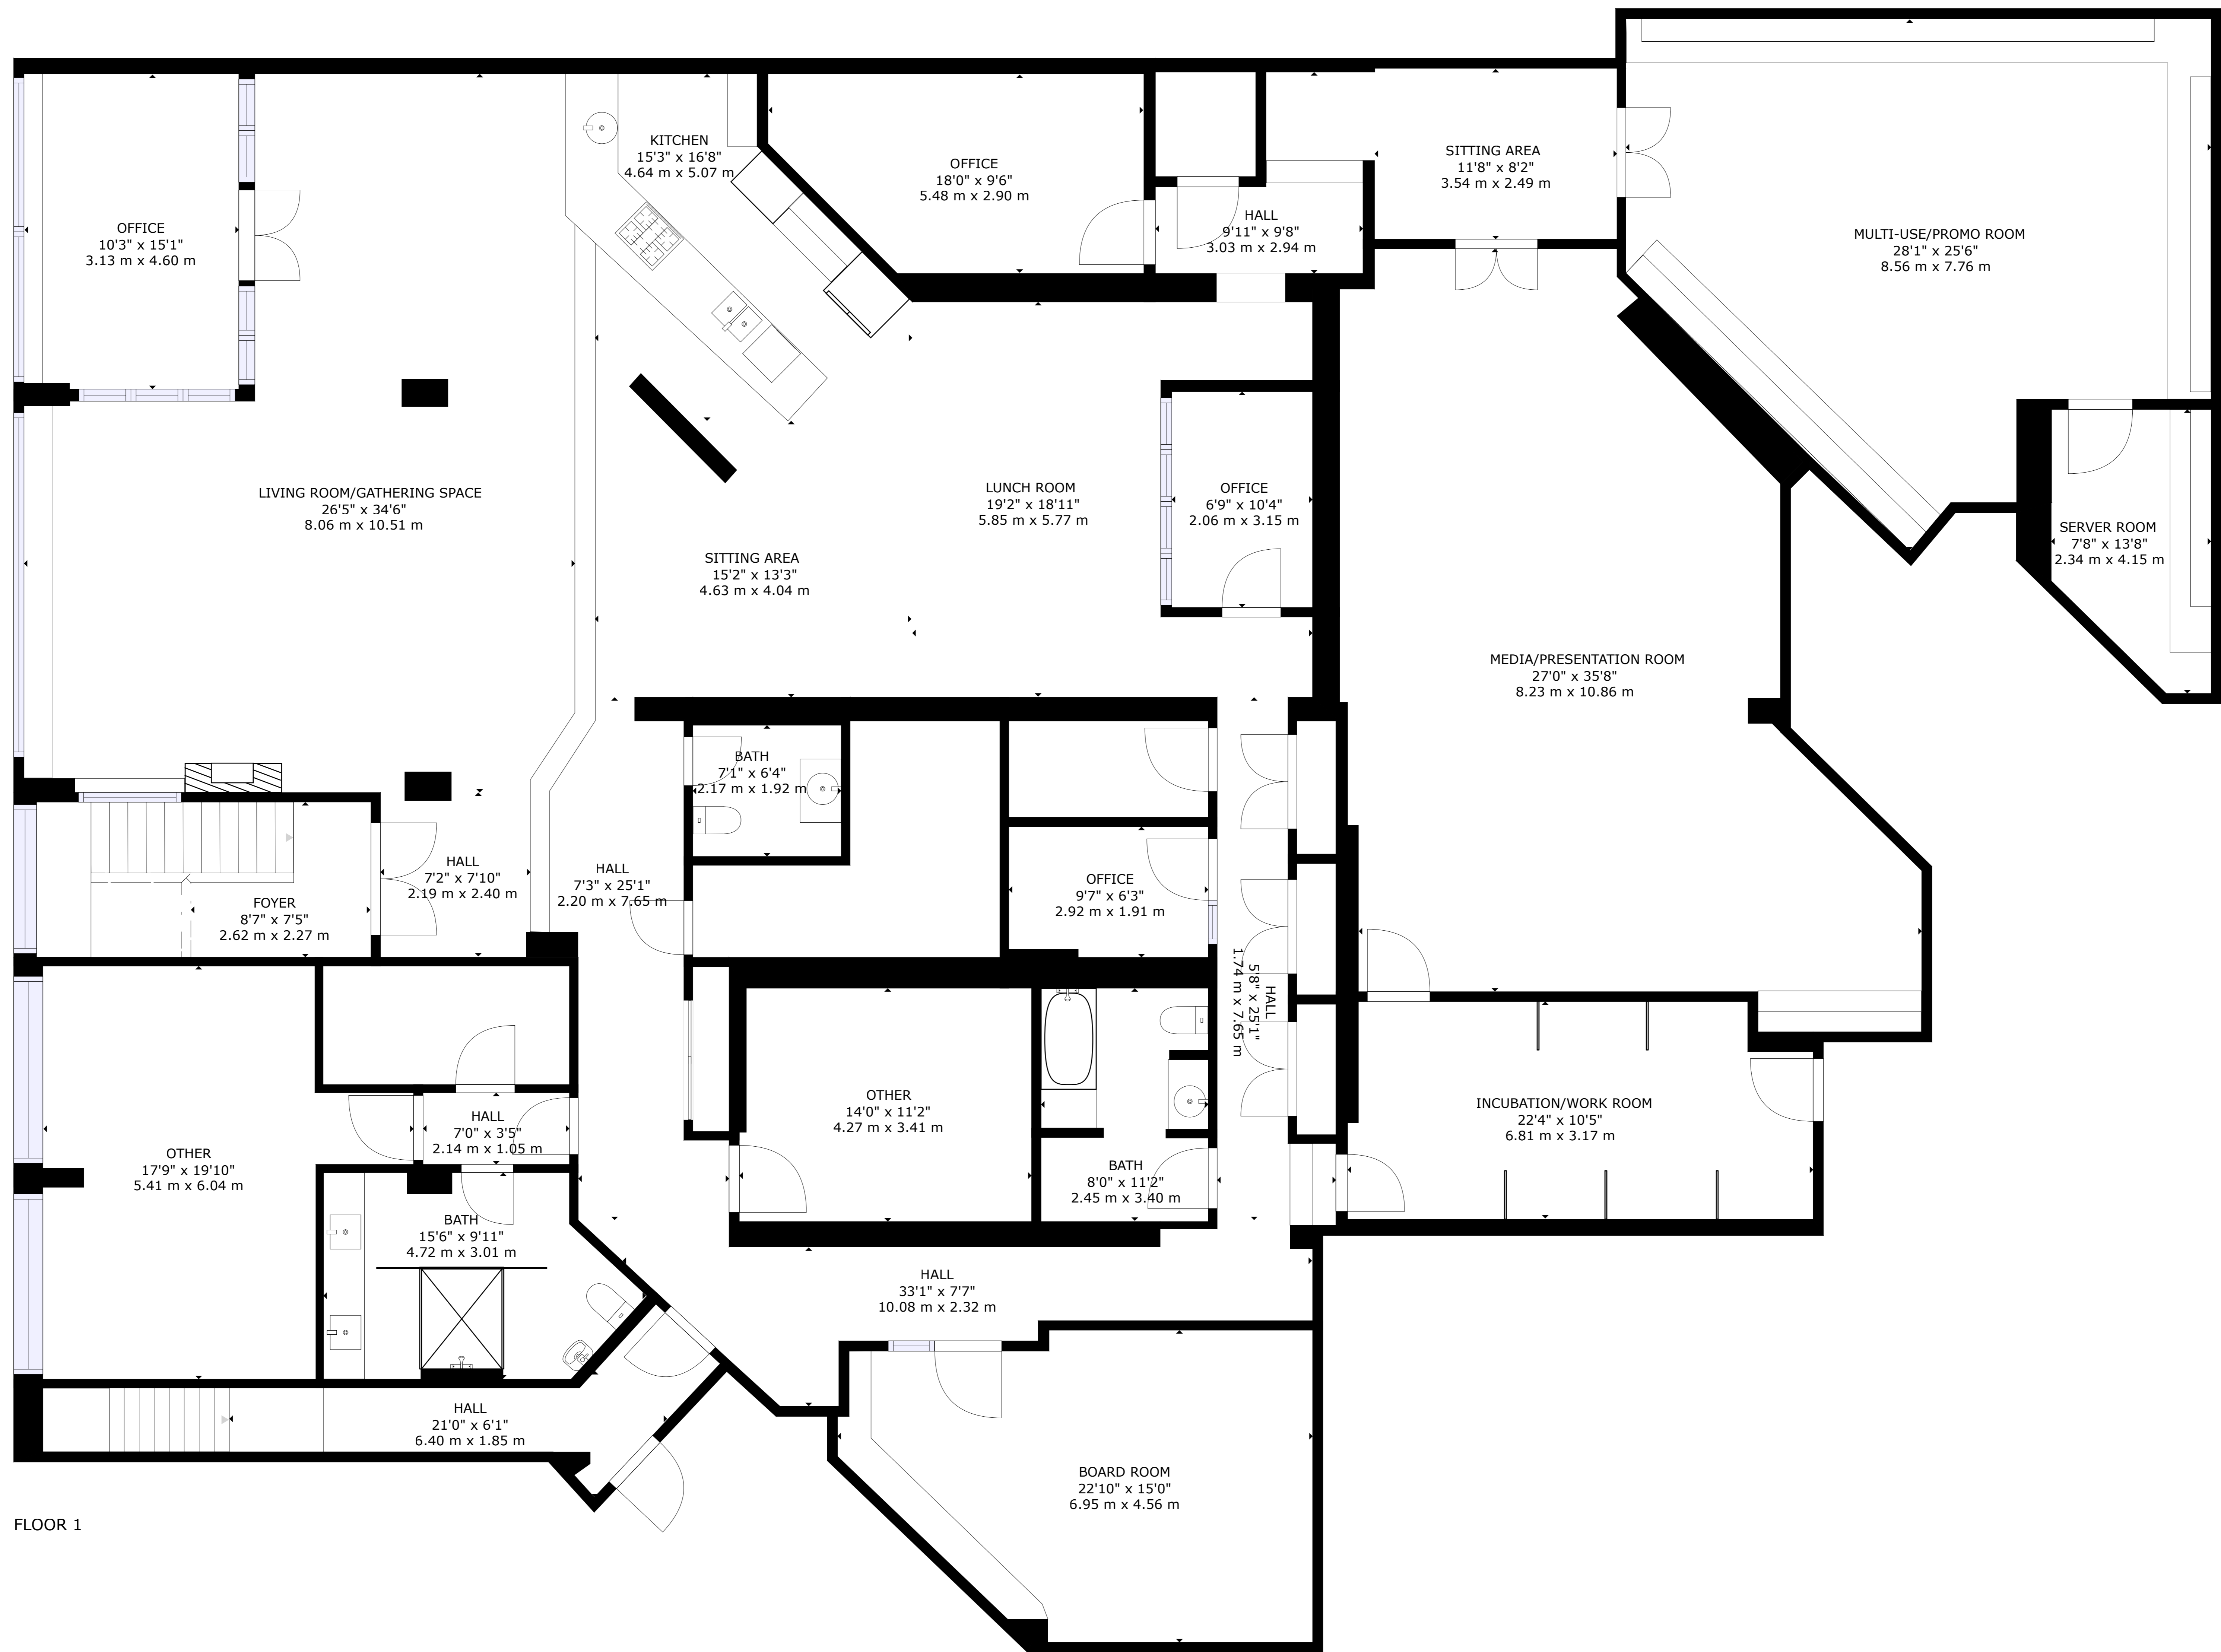 KITCHEN
15'3" x 16'8"
4.64 m x 5.07 m
OFFICE
18'0" x 9'6"
5.48 m x 2.90 m
SITTING AREA
11'8" x 8'2"
3.54 m x 2.49 m
OFFICE
10'3" x 15'1"
3.13 m x 4.60 m
HALL
9'11" x 9'8"
3.03 m x 2.94 m
MULTI-USE/PROMO ROOM
28'1" x 25'6"
8.56 m x 7.76 m
LIVING ROOM/GATHERING SPACE
26'5" x 34'6"
8.06 m x 10.51 m
LUNCH ROOM
19'2" x 18'11"
5.85 m x 5.77 m
OFFICE
6'9" x 10'4"
2.06 m x 3.15 m
SERVER ROOM
7'8" x 13'8"
2.34 m x 4.15 m
SITTING AREA
15'2" x 13'3"
4.63 m x 4.04 m
MEDIA/PRESENTATION ROOM
27'0" x 35'8"
8.23 m x 10.86 m
BATH
7'1" x 6'4"
2.17 m x 1.92 m
HALL
7'2" x 7'10"
2.19 m x 2.40 m
HALL
7'3" x 25'1"
2.20 m x 7.65 m
OFFICE
9'7" x 6'3"
2.92 m x 1.91 m
FOYER
8'7" x 7'5"
2.62 m x 2.27 m
HALL
5'8" x 25'1"
1.74 m x 7.65 m
OTHER
14'0" x 11'2"
4.27 m x 3.41 m
INCUBATION/WORK ROOM
22'4" x 10'5"
6.81 m x 3.17 m
HALL
7'0" x 3'5"
2.14 m x 1.05 m
OTHER
17'9" x 19'10"
5.41 m x 6.04 m
BATH
8'0" x 11'2"
2.45 m x 3.40 m
BATH
15'6" x 9'11"
4.72 m x 3.01 m
HALL
33'1" x 7'7"
10.08 m x 2.32 m
HALL
21'0" x 6'1"
6.40 m x 1.85 m
BOARD ROOM
22'10" x 15'0"
6.95 m x 4.56 m
FLOOR 1